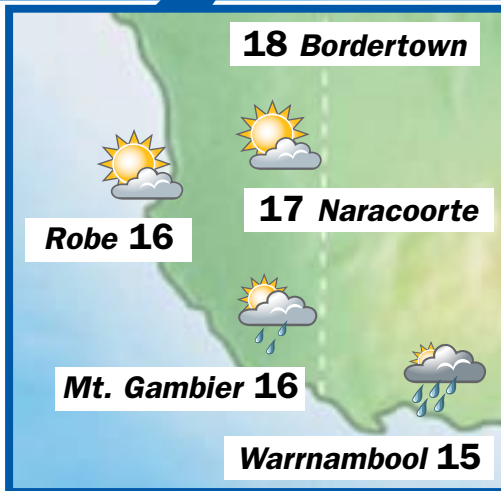 18 Bordertown
17 Naracoorte
Robe 16
Mt. Gambier 16
Warrnambool 15